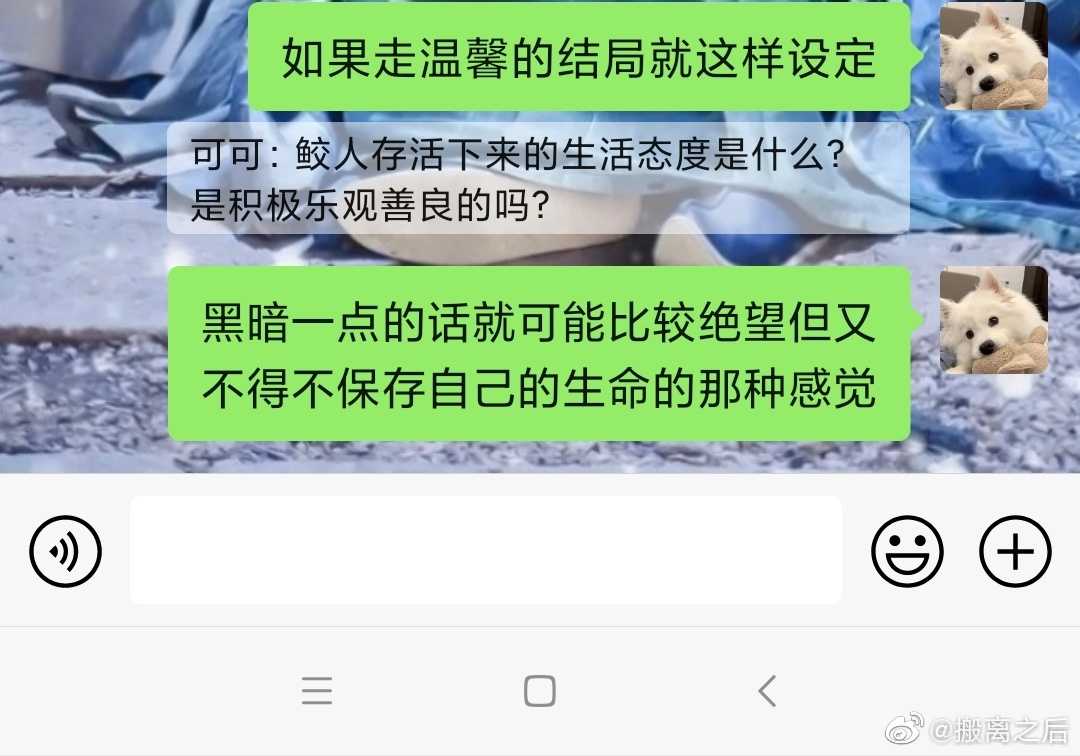 如果走温馨的结局就这样设定
可可：鲛人存活下来的生活态度是什么？
是积极乐观善良的吗？
黑暗一点的话就可能比较绝望但又
不得不保存自己的生命的那种感觉
@搬离之后